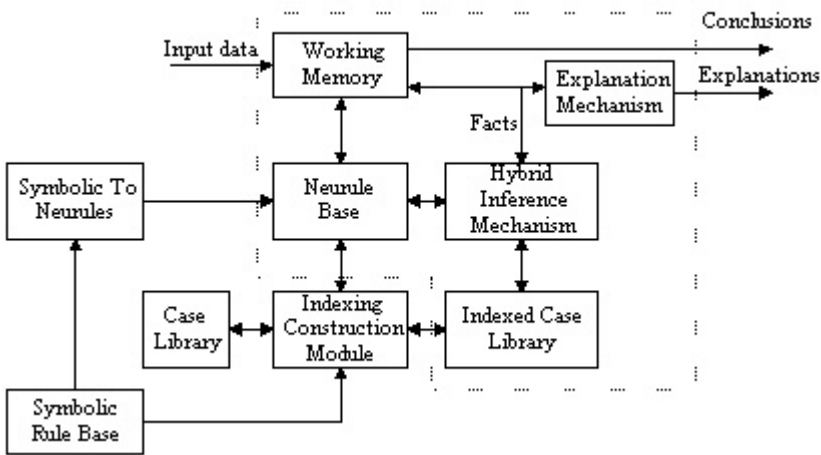 Conclusions
Input data
Working
Memory
Explanations
Explanation
Mechanism
Facts
Symbolic To
Neurules
Neurule
Base
Hybrid
Inference
Mechanism
Case
Library
Indexing
Construction
Module
Indexed Case
Library
Symbolic
Rule Base